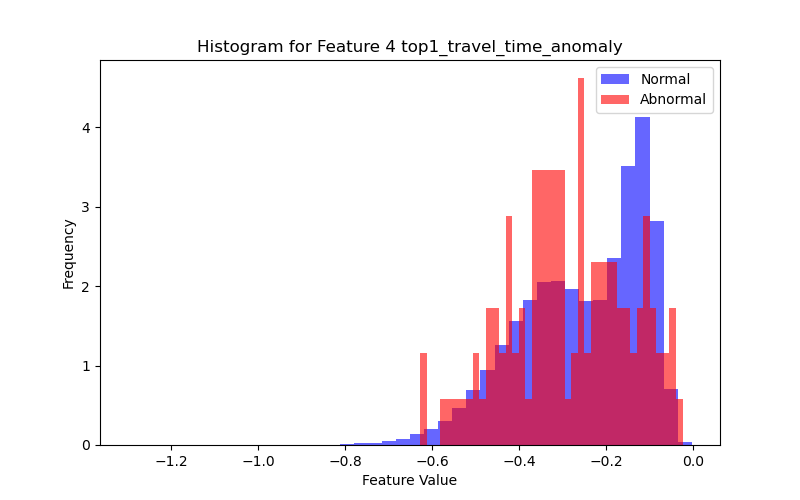 Histogram for Feature 4 top1_travel_time_anomaly
Normal
Abnormal
Frequency
4
3
2
1
0
−1.2
−1.0
−0.8
−0.6
−0.4
−0.2
0.0
Feature Value